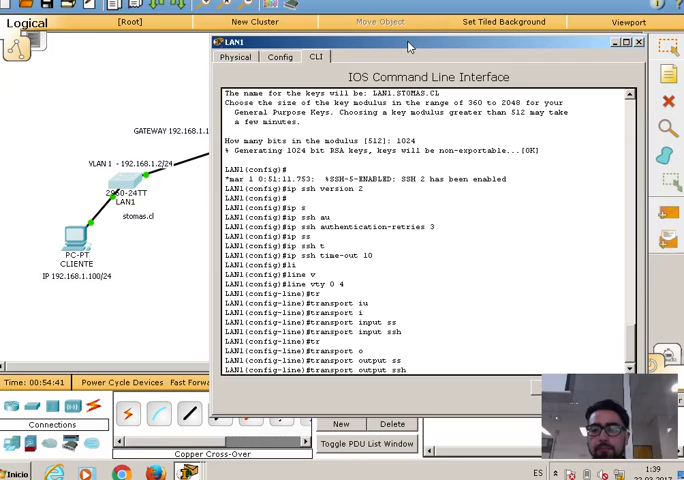 Logical
[Root]
New Cluster
Move Object
Set Tiled Background
Viewport
LAN1
Physical
Config
CLI
IOS Command Line Interface
The name for the keys will be: LAN1.STOMAS.CL
Choose the size of the key modulus in the range of 360 to 2048 for your
General Purpose Keys. Choosing a key modulus greater than 512 may take
a few minutes.
How many bits in the modulus [512]: 1024
% Generating 1024 bit RSA keys, keys will be non-exportable...[OK]
LAN1(config)#
*mar 1 0:51:11.753: %SSH-5-ENABLED: SSH 2 has been enabled
LAN1(config)#ip ssh version 2
LAN1(config)#
LAN1(config)#ip s
LAN1(config)#ip ssh au
LAN1(config)#ip ssh authentication-retries 3
LAN1(config)#ip ss
LAN1(config)#ip ssh t
LAN1(config)#ip ssh time-out 10
LAN1(config)#li
LAN1(config)#line v
LAN1(config)#line vty 0 4
LAN1(config-line)#tr
LAN1(config-line)#transport iu
LAN1(config-line)#transport i
LAN1(config-line)#transport input ss
LAN1(config-line)#transport input ssh
LAN1(config-line)#tr
LAN1(config-line)#transport o
LAN1(config-line)#transport output ss
LAN1(config-line)#transport output ssh
GATEWAY 192.168.1
VLAN 1 - 192.168.1.2/24
2950-24TT
LAN1
stomas.cl
PC-PT
CLIENTE
IP 192.168.1.100/24
Time: 00:54:41
Power Cycle Devices
Fast Forwa
Connections
New
Delete
Toggle PDU List Window
Copper Cross-Over
Inicio
ES
1:39
22-03-2017